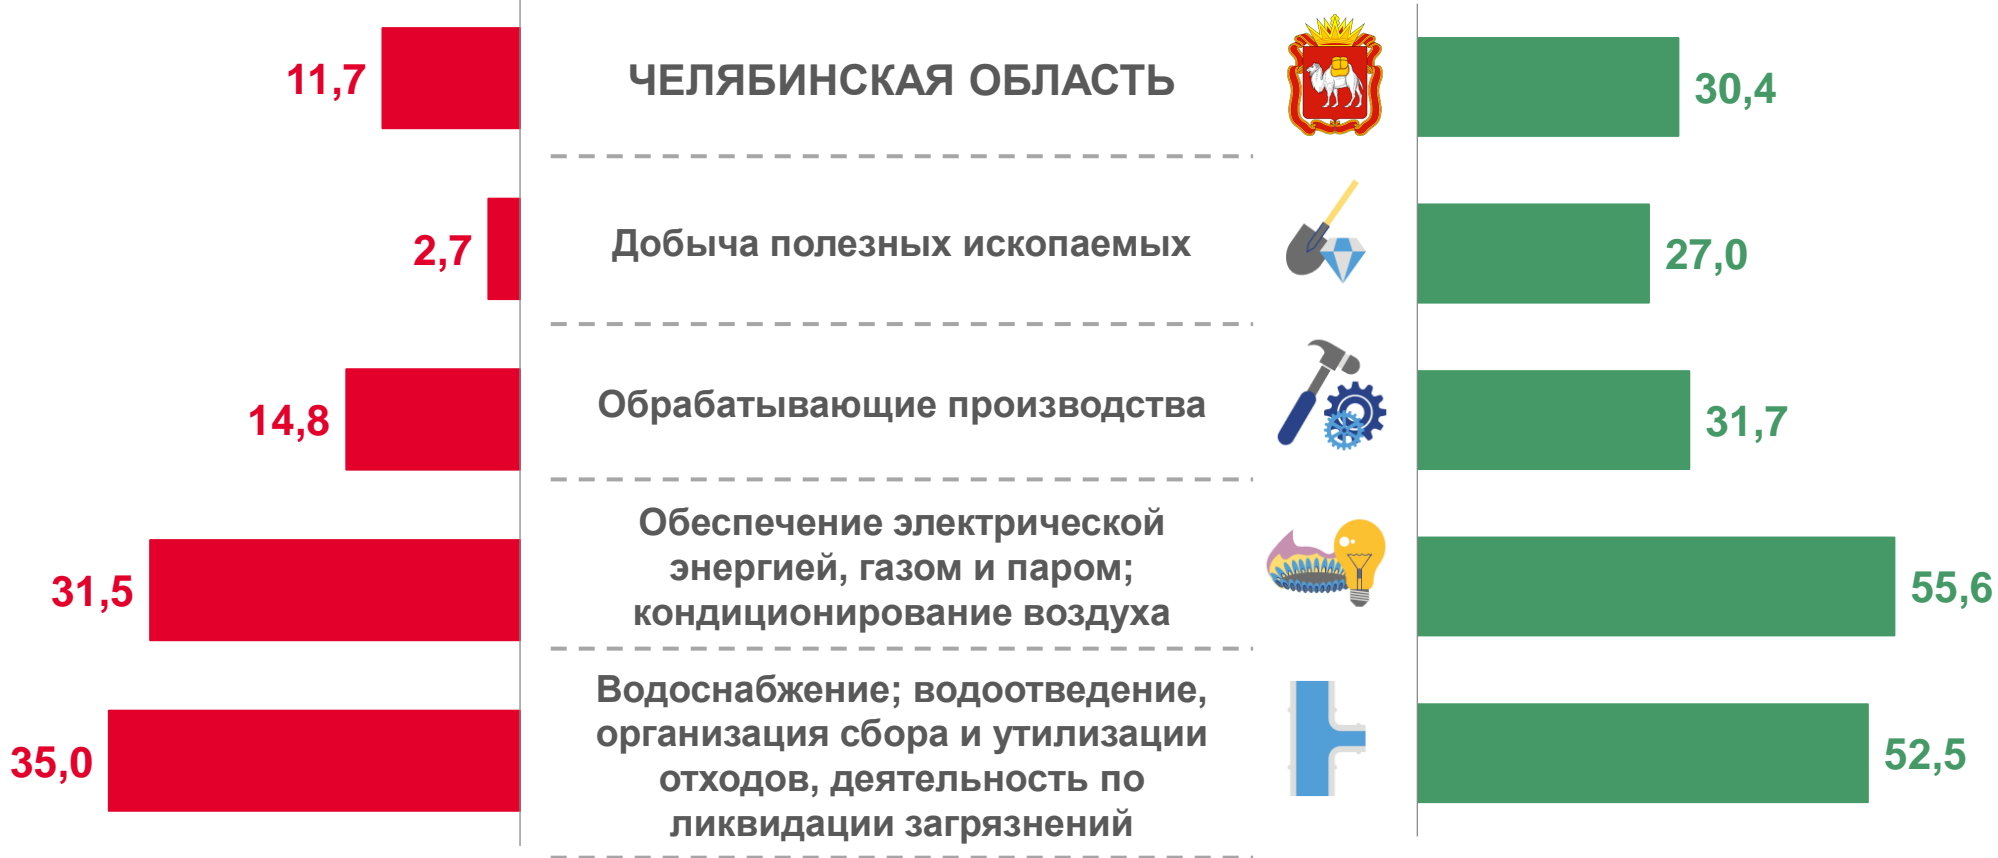 11,7
ЧЕЛЯБИНСКАЯ ОБЛАСТЬ
30,4
2,7
Добыча полезных ископаемых
27,0
14,8
Обрабатывающие производства
31,7
31,5
Обеспечение электрической
энергией, газом и паром;
кондиционирование воздуха
55,6
35,0
Водоснабжение; водоотведение,
организация сбора и утилизации
отходов, деятельность по
ликвидации загрязнений
52,5